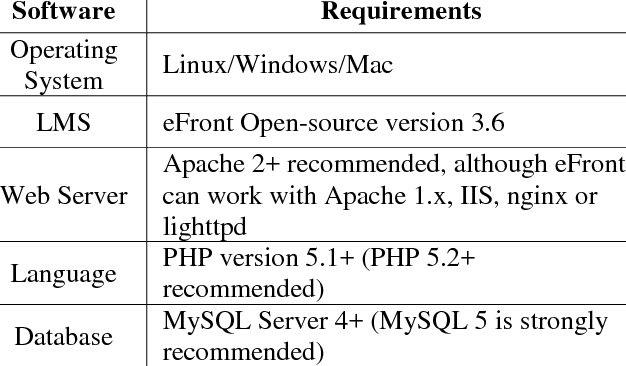 Software Requirements
Operating
System
Linux/Windows/Mac
LMS eFront Open-source version 3.6
Web Server
Apache 2+ recommended, although eFront
can work with Apache 1.x, IIS, nginx or
lighttpd
Language
PHP version 5.1+ (PHP 5.2+
recommended)
Database
MySQL Server 4+ (MySQL 5 is strongly
recommended)